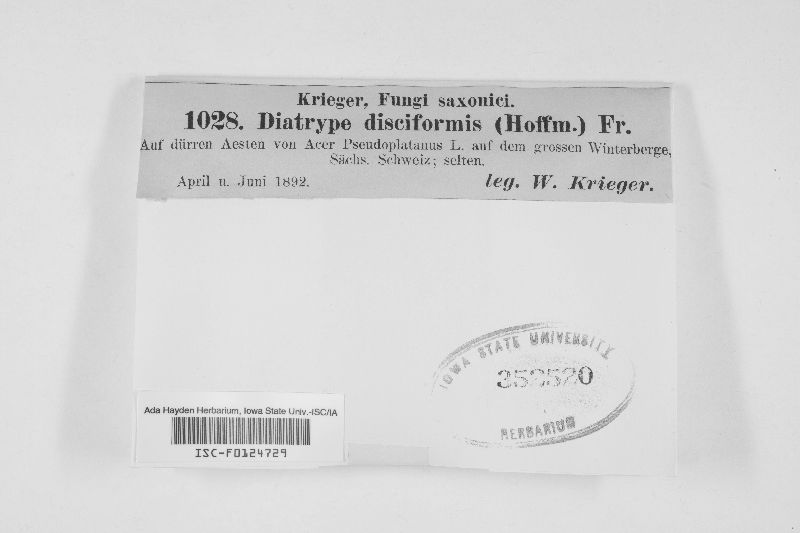 Krieger, Fungi saxonici.
1028. Diatrype disciformis (Hoffm.) Fr.
Auf dürren Aesten von Acer Pseudoplatanus L. auf dem grossen Winterberge,
Sächs. Schweiz; selten.
April u. Juni 1892.
leg. W. Krieger.
IOWA STATE UNIVERSITY
352520
HERBARIUM
Ada Hayden Herbarium, Iowa State Univ.-ISC/IA
ISC-F0124729